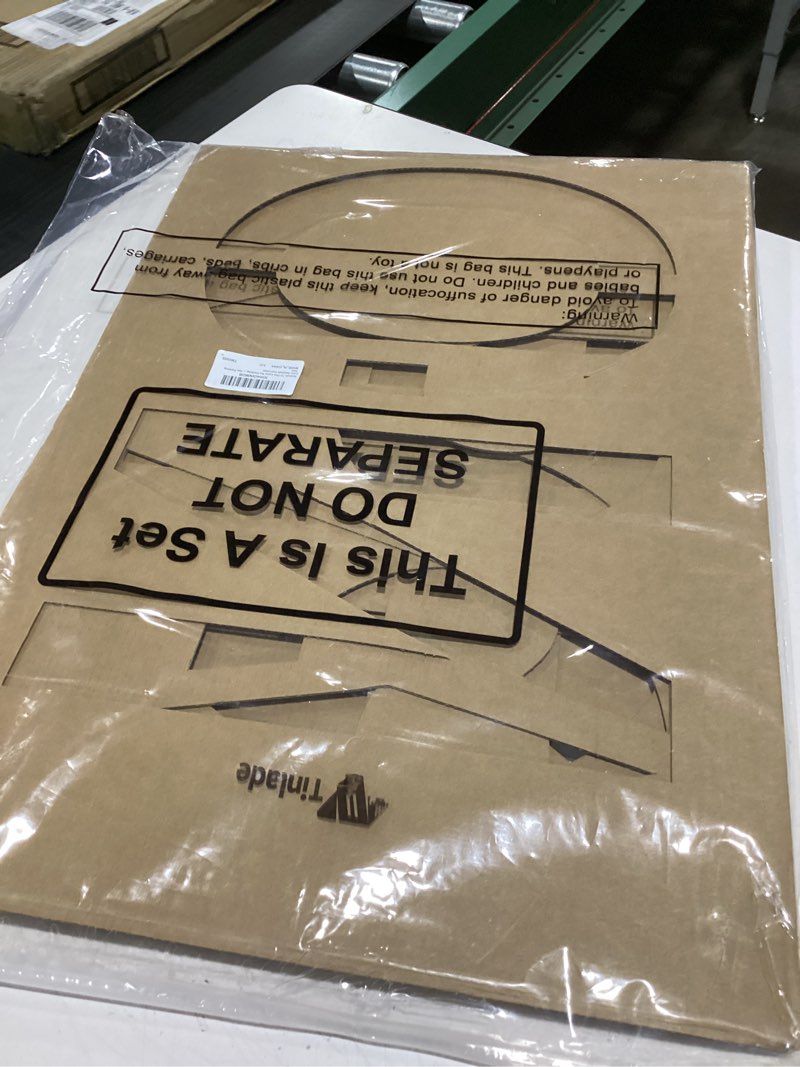 Warning:
to avoid danger of suffocation, keep this plastic bag away from
babies and children. Do not use this bag in cribs, beds, carriages,
or playpens. This bag is not a toy.
This Is A Set
DO NOT
SEPARATE
Tinlade